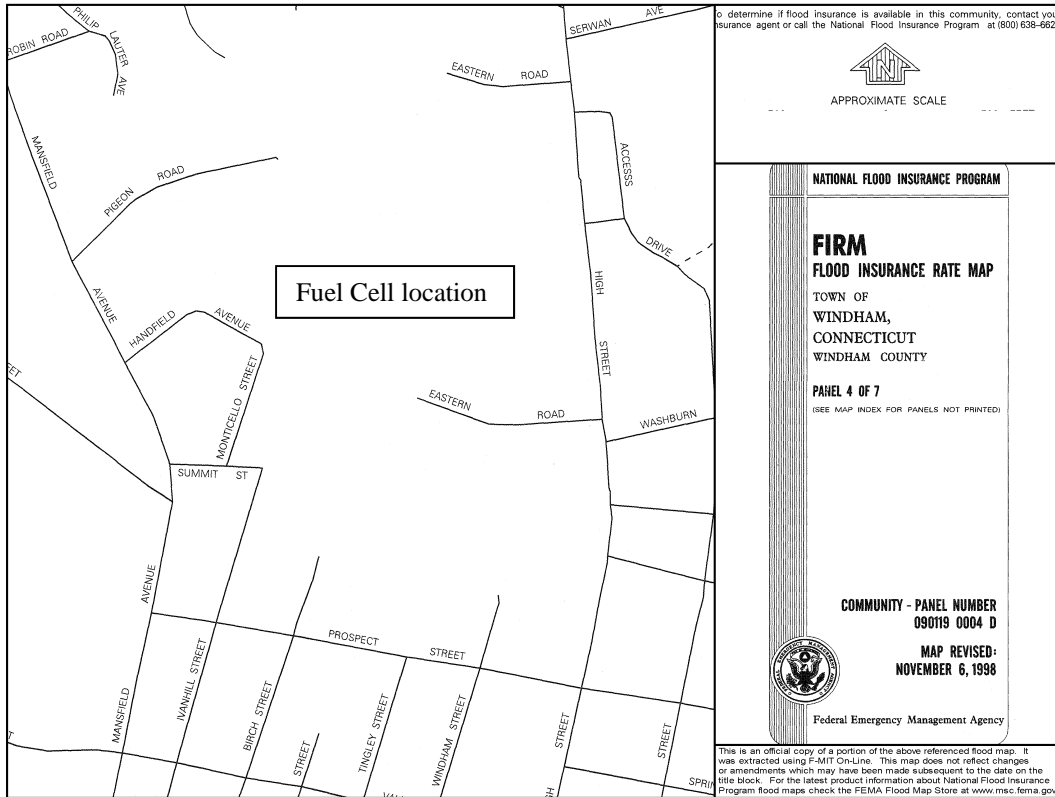 PHILIP
LAUTER
AVE
ROBIN ROAD
SERWAN AVE
EASTERN ROAD
MANSFIELD
ACCESSS
PIGEON ROAD
DRIVE
Fuel Cell location
HIGH
AVENUE
HANDFIELD AVENUE
STREET
MONTICELLO STREET
EASTERN ROAD
WASHBURN
SUMMIT ST
AVENUE
PROSPECT STREET
IVANHILL STREET
MANSFIELD
BIRCH STREET
STREET
TINGLEY STREET
WINDHAM STREET
STREET
STREET
o determine if flood insurance is available in this community, contact you
nsurance agent or call the National Flood Insurance Program at (800) 638-662
N
APPROXIMATE SCALE
NATIONAL FLOOD INSURANCE PROGRAM
FIRM
FLOOD INSURANCE RATE MAP
TOWN OF
WINDHAM,
CONNECTICUT
WINDHAM COUNTY
PANEL 4 OF 7
(SEE MAP INDEX FOR PANELS NOT PRINTED)
COMMUNITY - PANEL NUMBER
090119 0004 D
MAP REVISED:
NOVEMBER 6, 1998
Federal Emergency Management Agency
This is an official copy of a portion of the above referenced flood map. It
was extracted using F-MIT On-Line. This map does not reflect changes
or amendments which may have been made subsequent to the date on the
title block. For the latest product information about National Flood Insurance
Program flood maps check the FEMA Flood Map Store at www.msc.fema.gov